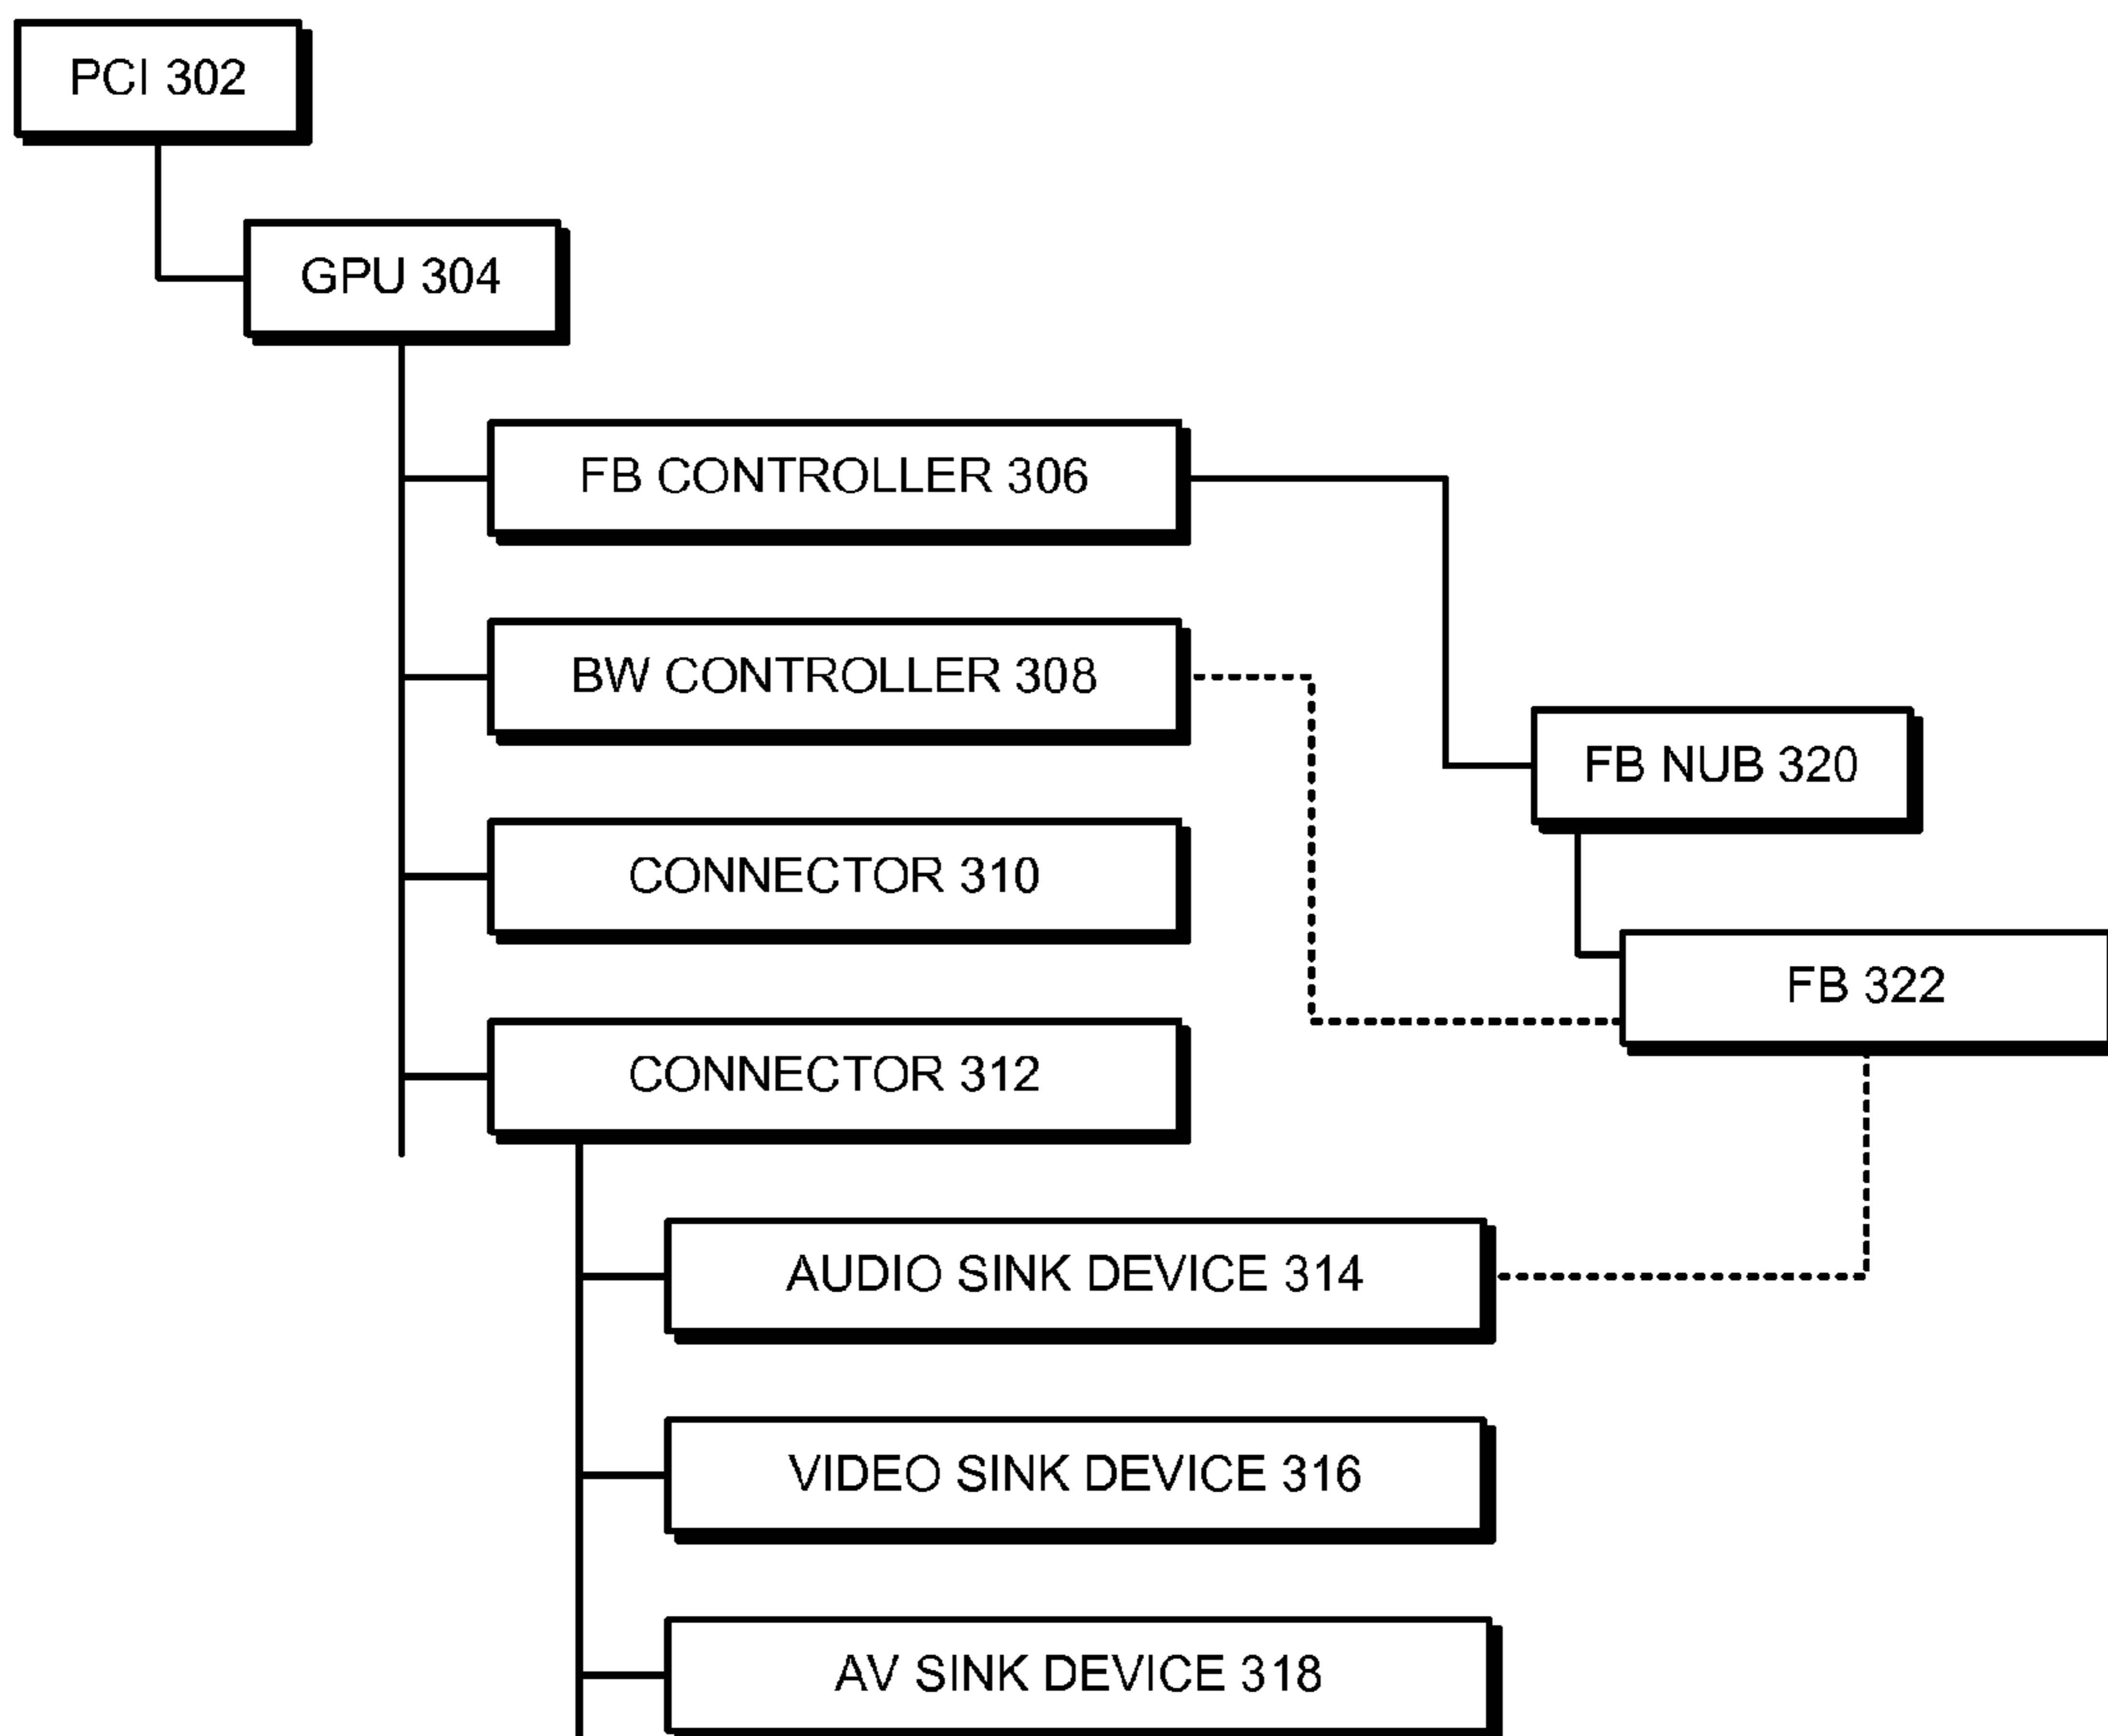 PCI 302
GPU 304
FB CONTROLLER 306
BW CONTROLLER 308
FB NUB 320
CONNECTOR 310
FB 322
CONNECTOR 312
AUDIO SINK DEVICE 314
VIDEO SINK DEVICE 316
AV SINK DEVICE 318